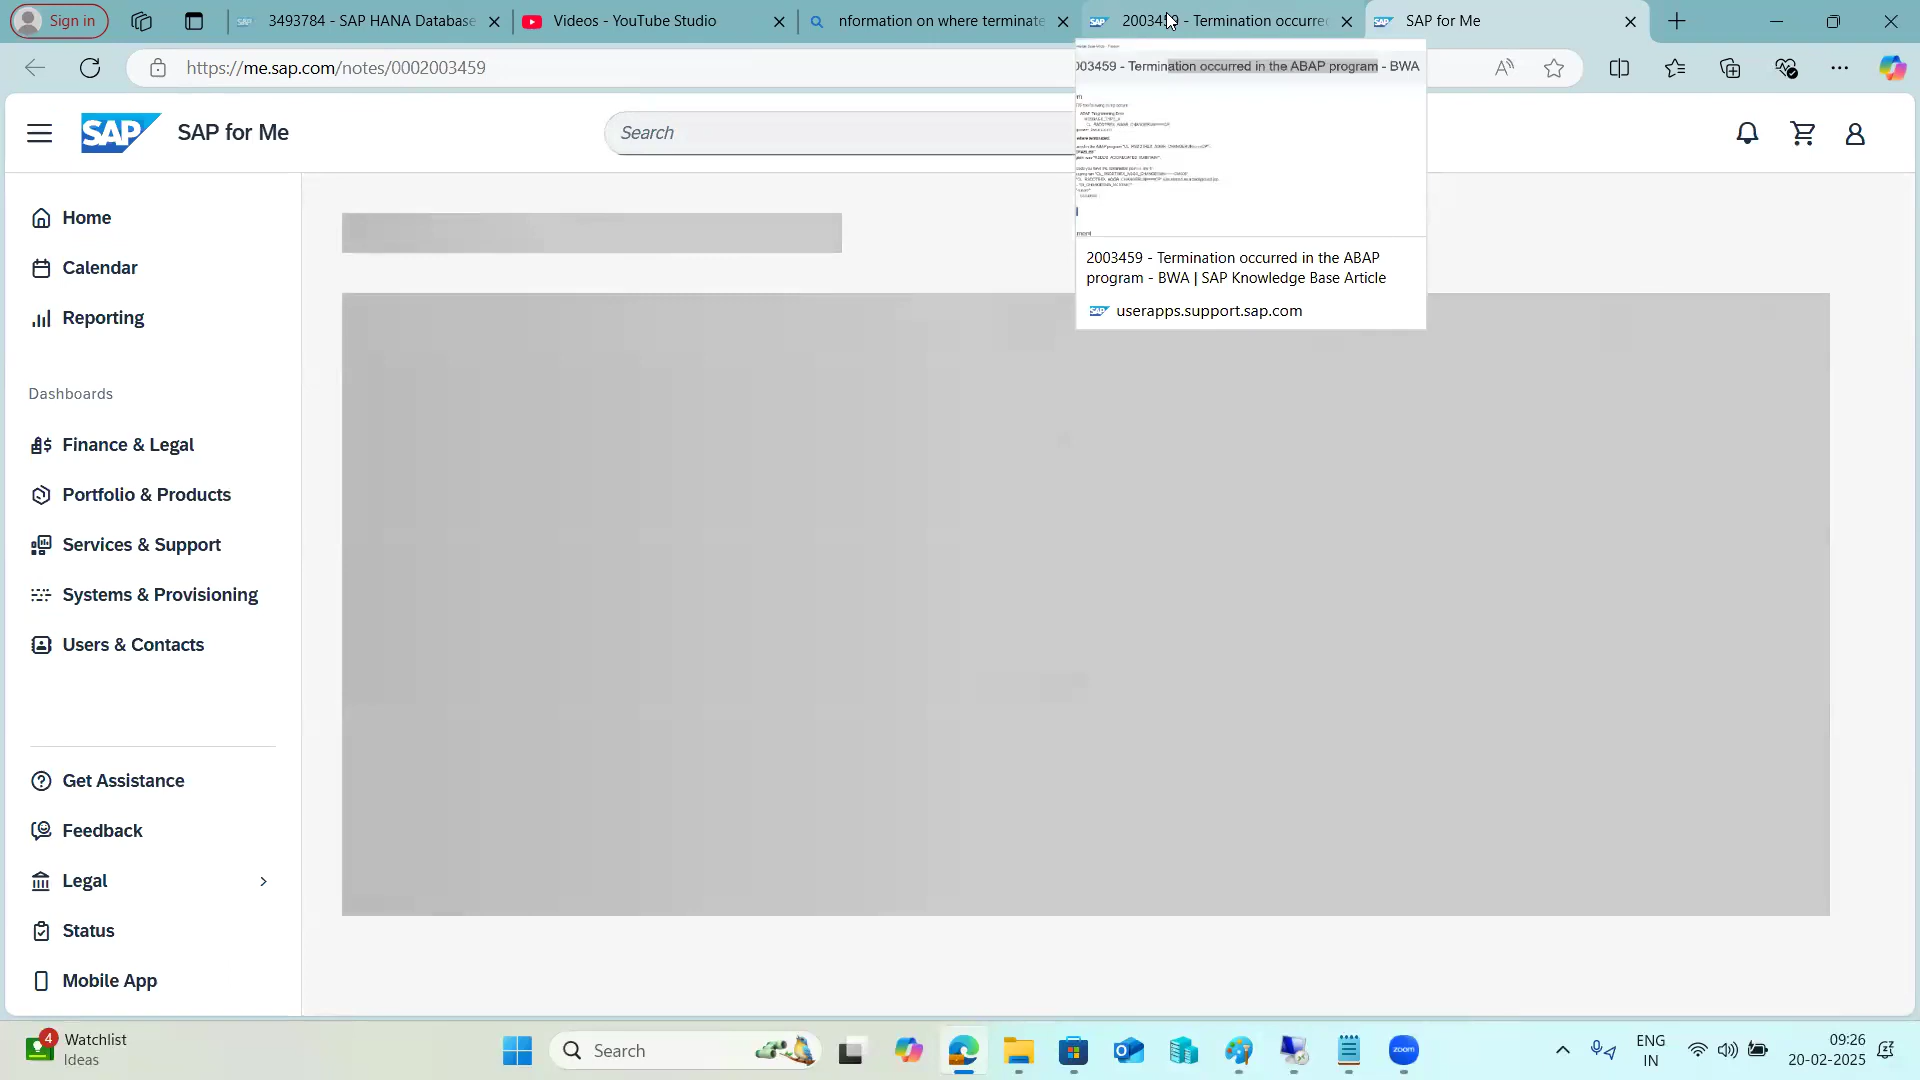 Sign in
3493784 - SAP HANA Database
Videos - YouTube Studio
nformation on where terminate
2003459 - Termination occurred
SAP for Me
https://me.sap.com/notes/0002003459
SAP
SAP for Me
Search
003459 - Termination occurred in the ABAP program - BWA
2003459 - Termination occurred in the ABAP
program - BWA | SAP Knowledge Base Article
userapps.support.sap.com
Home
Calendar
Reporting
Dashboards
Finance & Legal
Portfolio & Products
Services & Support
Systems & Provisioning
Users & Contacts
Get Assistance
Feedback
Legal
Status
Mobile App
4
Watchlist
Ideas
Search
zoom
ENG
IN
09:26
20-02-2025